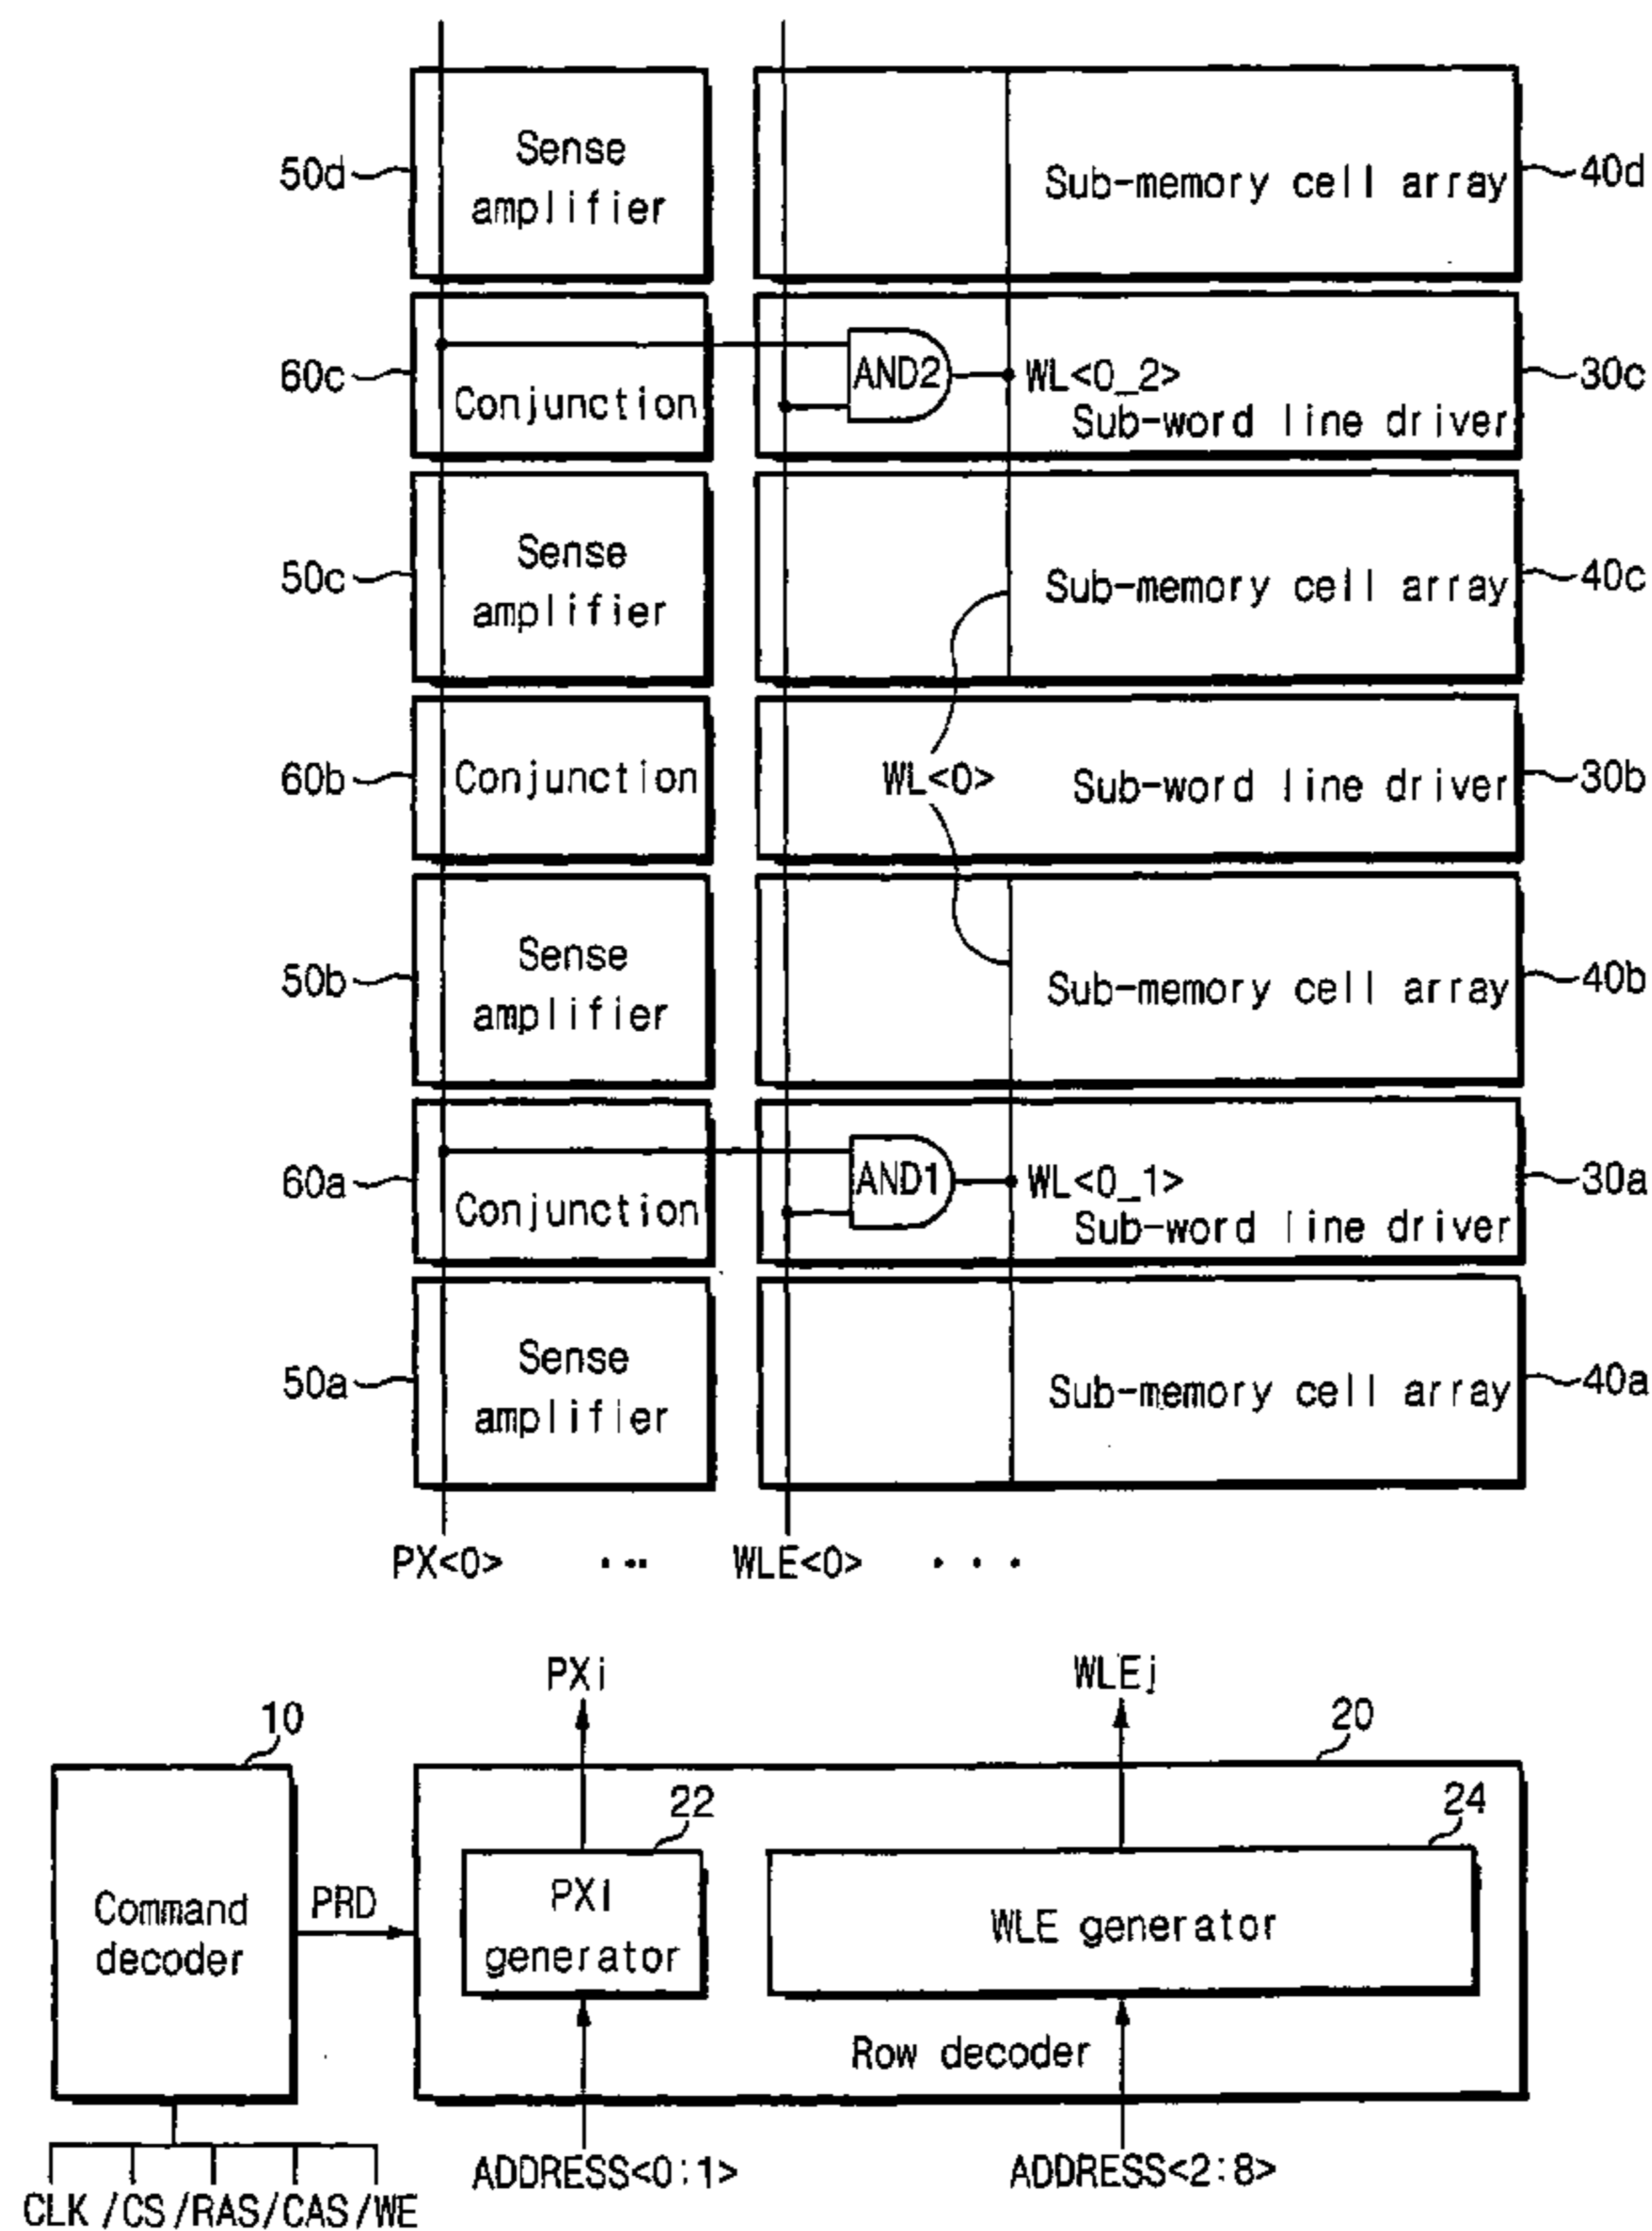 Sense
amplifier
50d
Sub-memory cell array
40d
60c
Conjunction
AND2
WL<0_2>
Sub-word line driver
30c
Sense
amplifier
50c
Sub-memory cell array
40c
60b
Conjunction
WL<0>
Sub-word line driver
30b
Sense
amplifier
50b
Sub-memory cell array
40b
60a
Conjunction
AND1
WL<0_1>
Sub-word line driver
30a
Sense
amplifier
50a
Sub-memory cell array
40a
PX<0> ... WLE<0> ...
PXi
WLEj
10
20
22
24
Command
decoder
PRD
PXI
generator
WLE generator
Row decoder
ADDRESS<0:1>
ADDRESS<2:8>
CLK /CS /RAS /CAS /WE